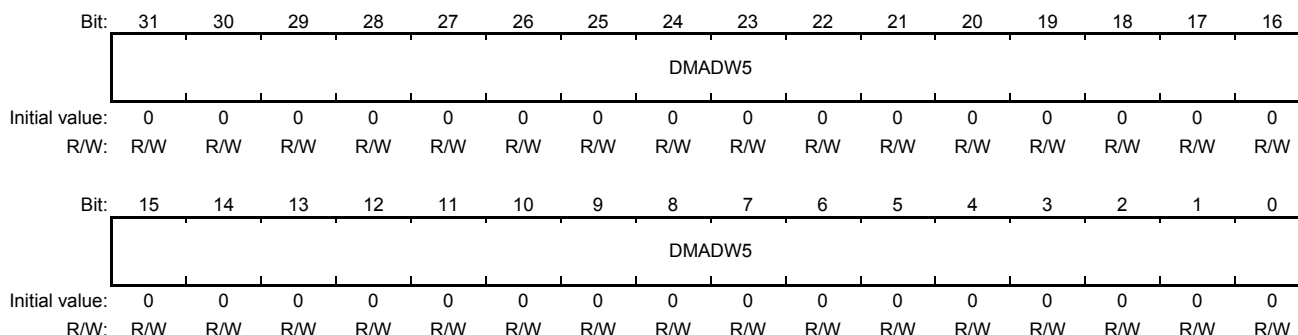 Bit: 31 30 29 28 27 26 25 24 23 22 21 20 19 18 17 16
DMADW5
Initial value: 0 0 0 0 0 0 0 0 0 0 0 0 0 0 0 0
R/W: R/W R/W R/W R/W R/W R/W R/W R/W R/W R/W R/W R/W R/W R/W R/W R/W
Bit: 15 14 13 12 11 10 9 8 7 6 5 4 3 2 1 0
DMADW5
Initial value: 0 0 0 0 0 0 0 0 0 0 0 0 0 0 0 0
R/W: R/W R/W R/W R/W R/W R/W R/W R/W R/W R/W R/W R/W R/W R/W R/W R/W